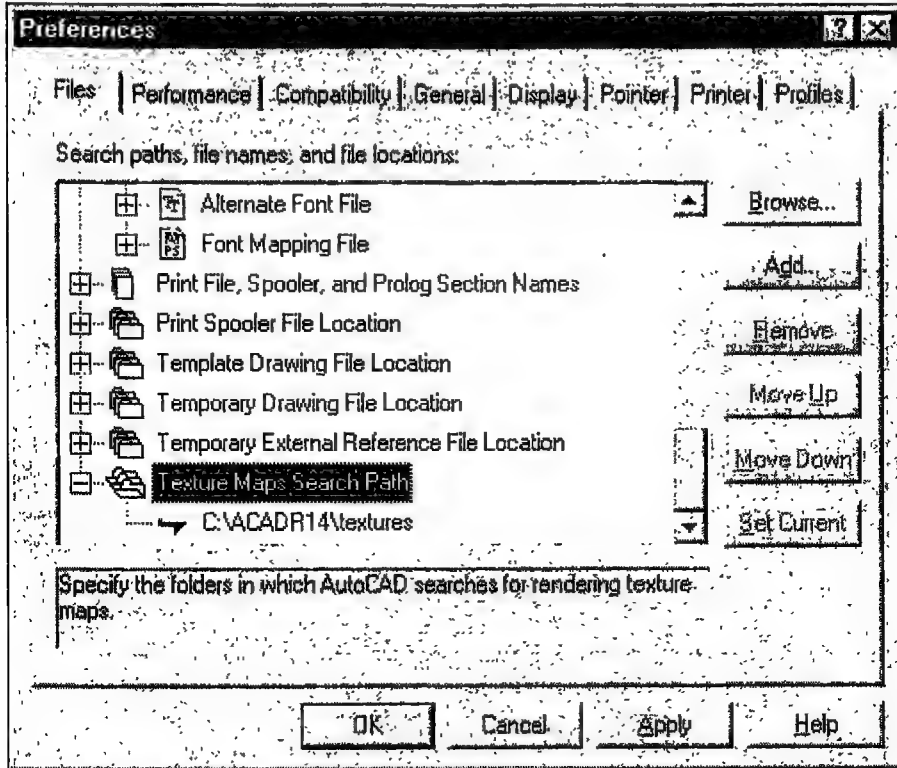 Preferences
Files Performance Compatibility General Display Pointer Printer Profiles
Search paths, file names, and file locations:
Alternate Font File
Font Mapping File
Print File, Spooler, and Prolog Section Names
Print Spooler File Location
Template Drawing File Location
Temporary Drawing File Location
Temporary External Reference File Location
Texture Maps Search Path
C:\ACADR14\textures
Browse...
Add...
Remove
Move Up
Move Down
Set Current
Specify the folders in which AutoCAD searches for rendering texture
maps.
OK Cancel Apply Help